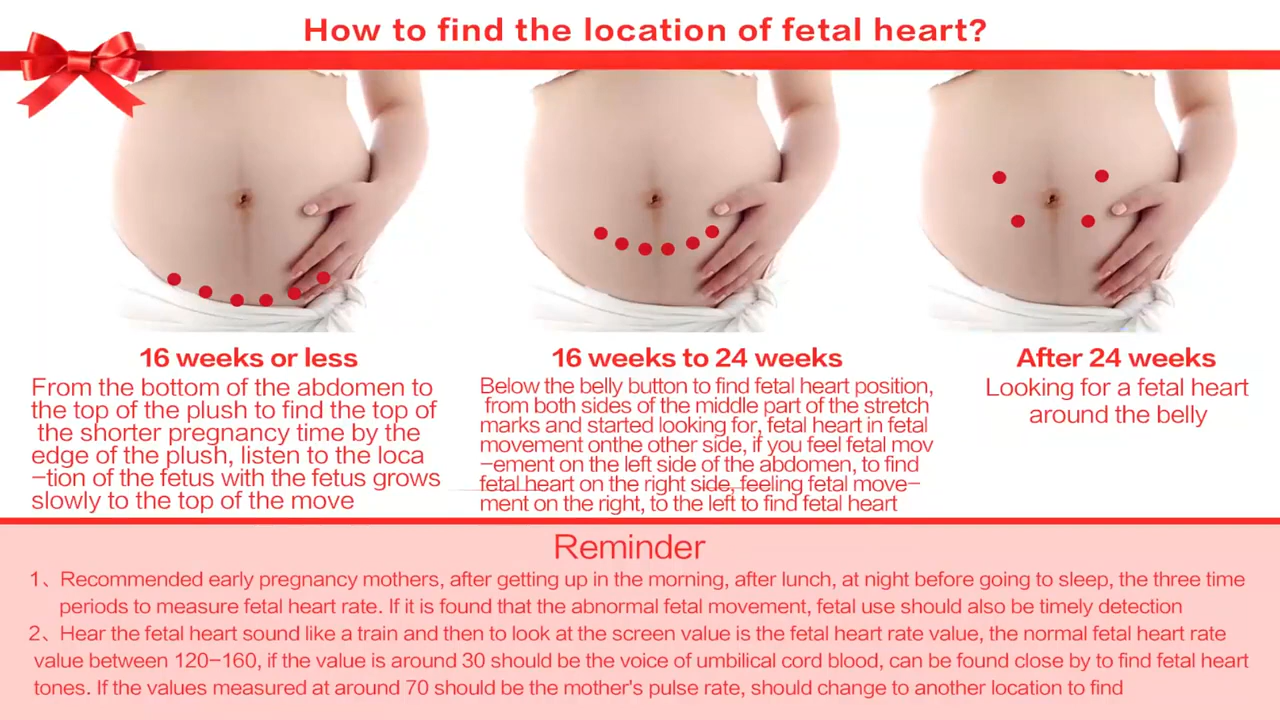 How to find the location of fetal heart?
16 weeks or less
From the bottom of the abdomen to
the top of the plush to find the top of
the shorter pregnancy time by the
edge of the plush, listen to the loca
-tion of the fetus with the fetus grows
slowly to the top of the move
16 weeks to 24 weeks
Below the belly button to find fetal heart position,
from both sides of the middle part of the stretch
marks and started looking for, fetal heart in fetal
movement onthe other side, if you feel fetal mov
-ement on the left side of the abdomen, to find
fetal heart on the right side, feeling fetal move-
ment on the right, to the left to find fetal heart
After 24 weeks
Looking for a fetal heart
around the belly
Reminder
1、Recommended early pregnancy mothers, after getting up in the morning, after lunch, at night before going to sleep, the three time
periods to measure fetal heart rate. If it is found that the abnormal fetal movement, fetal use should also be timely detection
2、Hear the fetal heart sound like a train and then to look at the screen value is the fetal heart rate value, the normal fetal heart rate
value between 120-160, if the value is around 30 should be the voice of umbilical cord blood, can be found close by to find fetal heart
tones. If the values measured at around 70 should be the mother's pulse rate, should change to another location to find